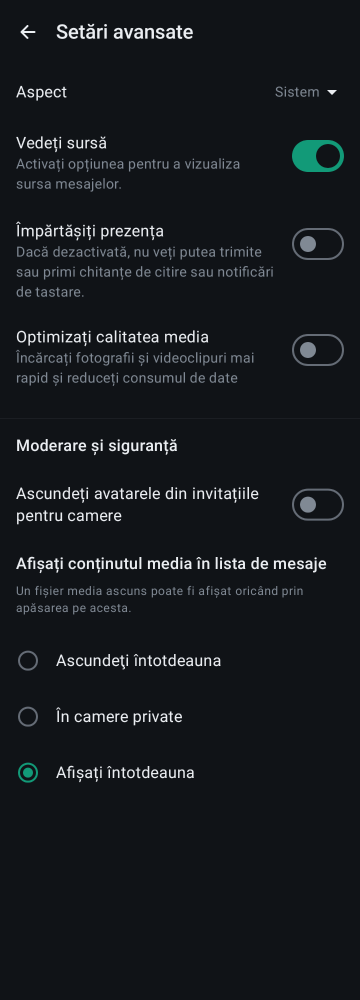 Setări avansate
Aspect
Sistem
Vedeți sursă
Activați opțiunea pentru a vizualiza
sursa mesajelor.
Împărtășiți prezența
Dacă dezactivată, nu veți putea trimite
sau primi chitanțe de citire sau notificări
de tastare.
Optimizați calitatea media
Încărcați fotografii și videoclipuri mai
rapid și reduceți consumul de date
Moderare și siguranță
Ascundeți avatarele din invitațiile
pentru camere
Afișați conținutul media în lista de mesaje
Un fișier media ascuns poate fi afișat oricând prin
apăsarea pe acesta.
Ascundeţi întotdeauna
În camere private
Afișați întotdeauna